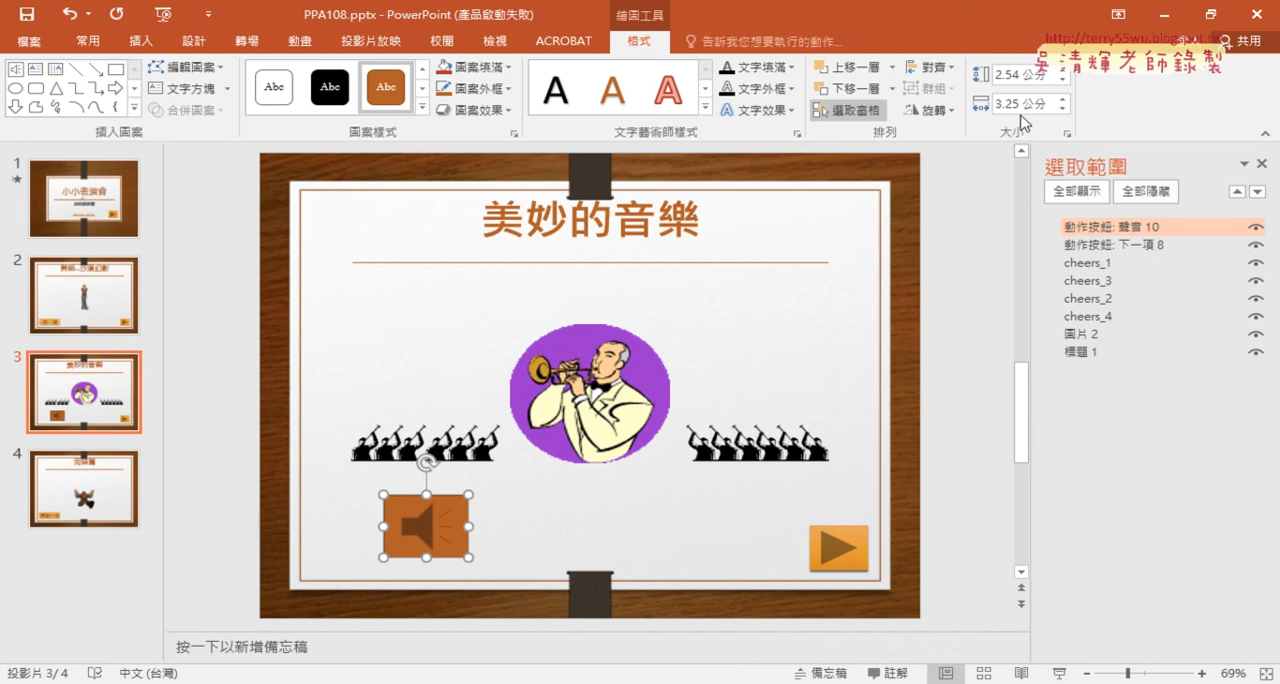 PPA108.pptx - PowerPoint (產品啟動失敗)
繪圖工具
檔案 常用 插入 設計 轉場 動畫 投影片放映 校閱 檢視 ACROBAT 格式 告訴我您想要執行的動作... 共用
http://terry55wu.blogspot.tw
吳清輝老師錄製
編輯圖案
文字方塊
合併圖案
插入圖案
Abc Abc Abc
圖案填滿
圖案外框
圖案效果
圖案樣式
A A A
文字填滿
文字外框
文字效果
文字藝術師樣式
上移一層 對齊
下移一層 群組
選取窗格 旋轉
排列
2.54 公分
3.25 公分
大小
1
小小表演會
2
3
美妙的音樂
4
美妙的音樂
選取範圍
全部顯示 全部隱藏
動作按鈕: 聲音 10
動作按鈕: 下一項 8
cheers_1
cheers_3
cheers_2
cheers_4
圖片 2
標題 1
按一下以新增備忘稿
投影片 3/4 中文 (台灣) 備忘稿 註解 69%